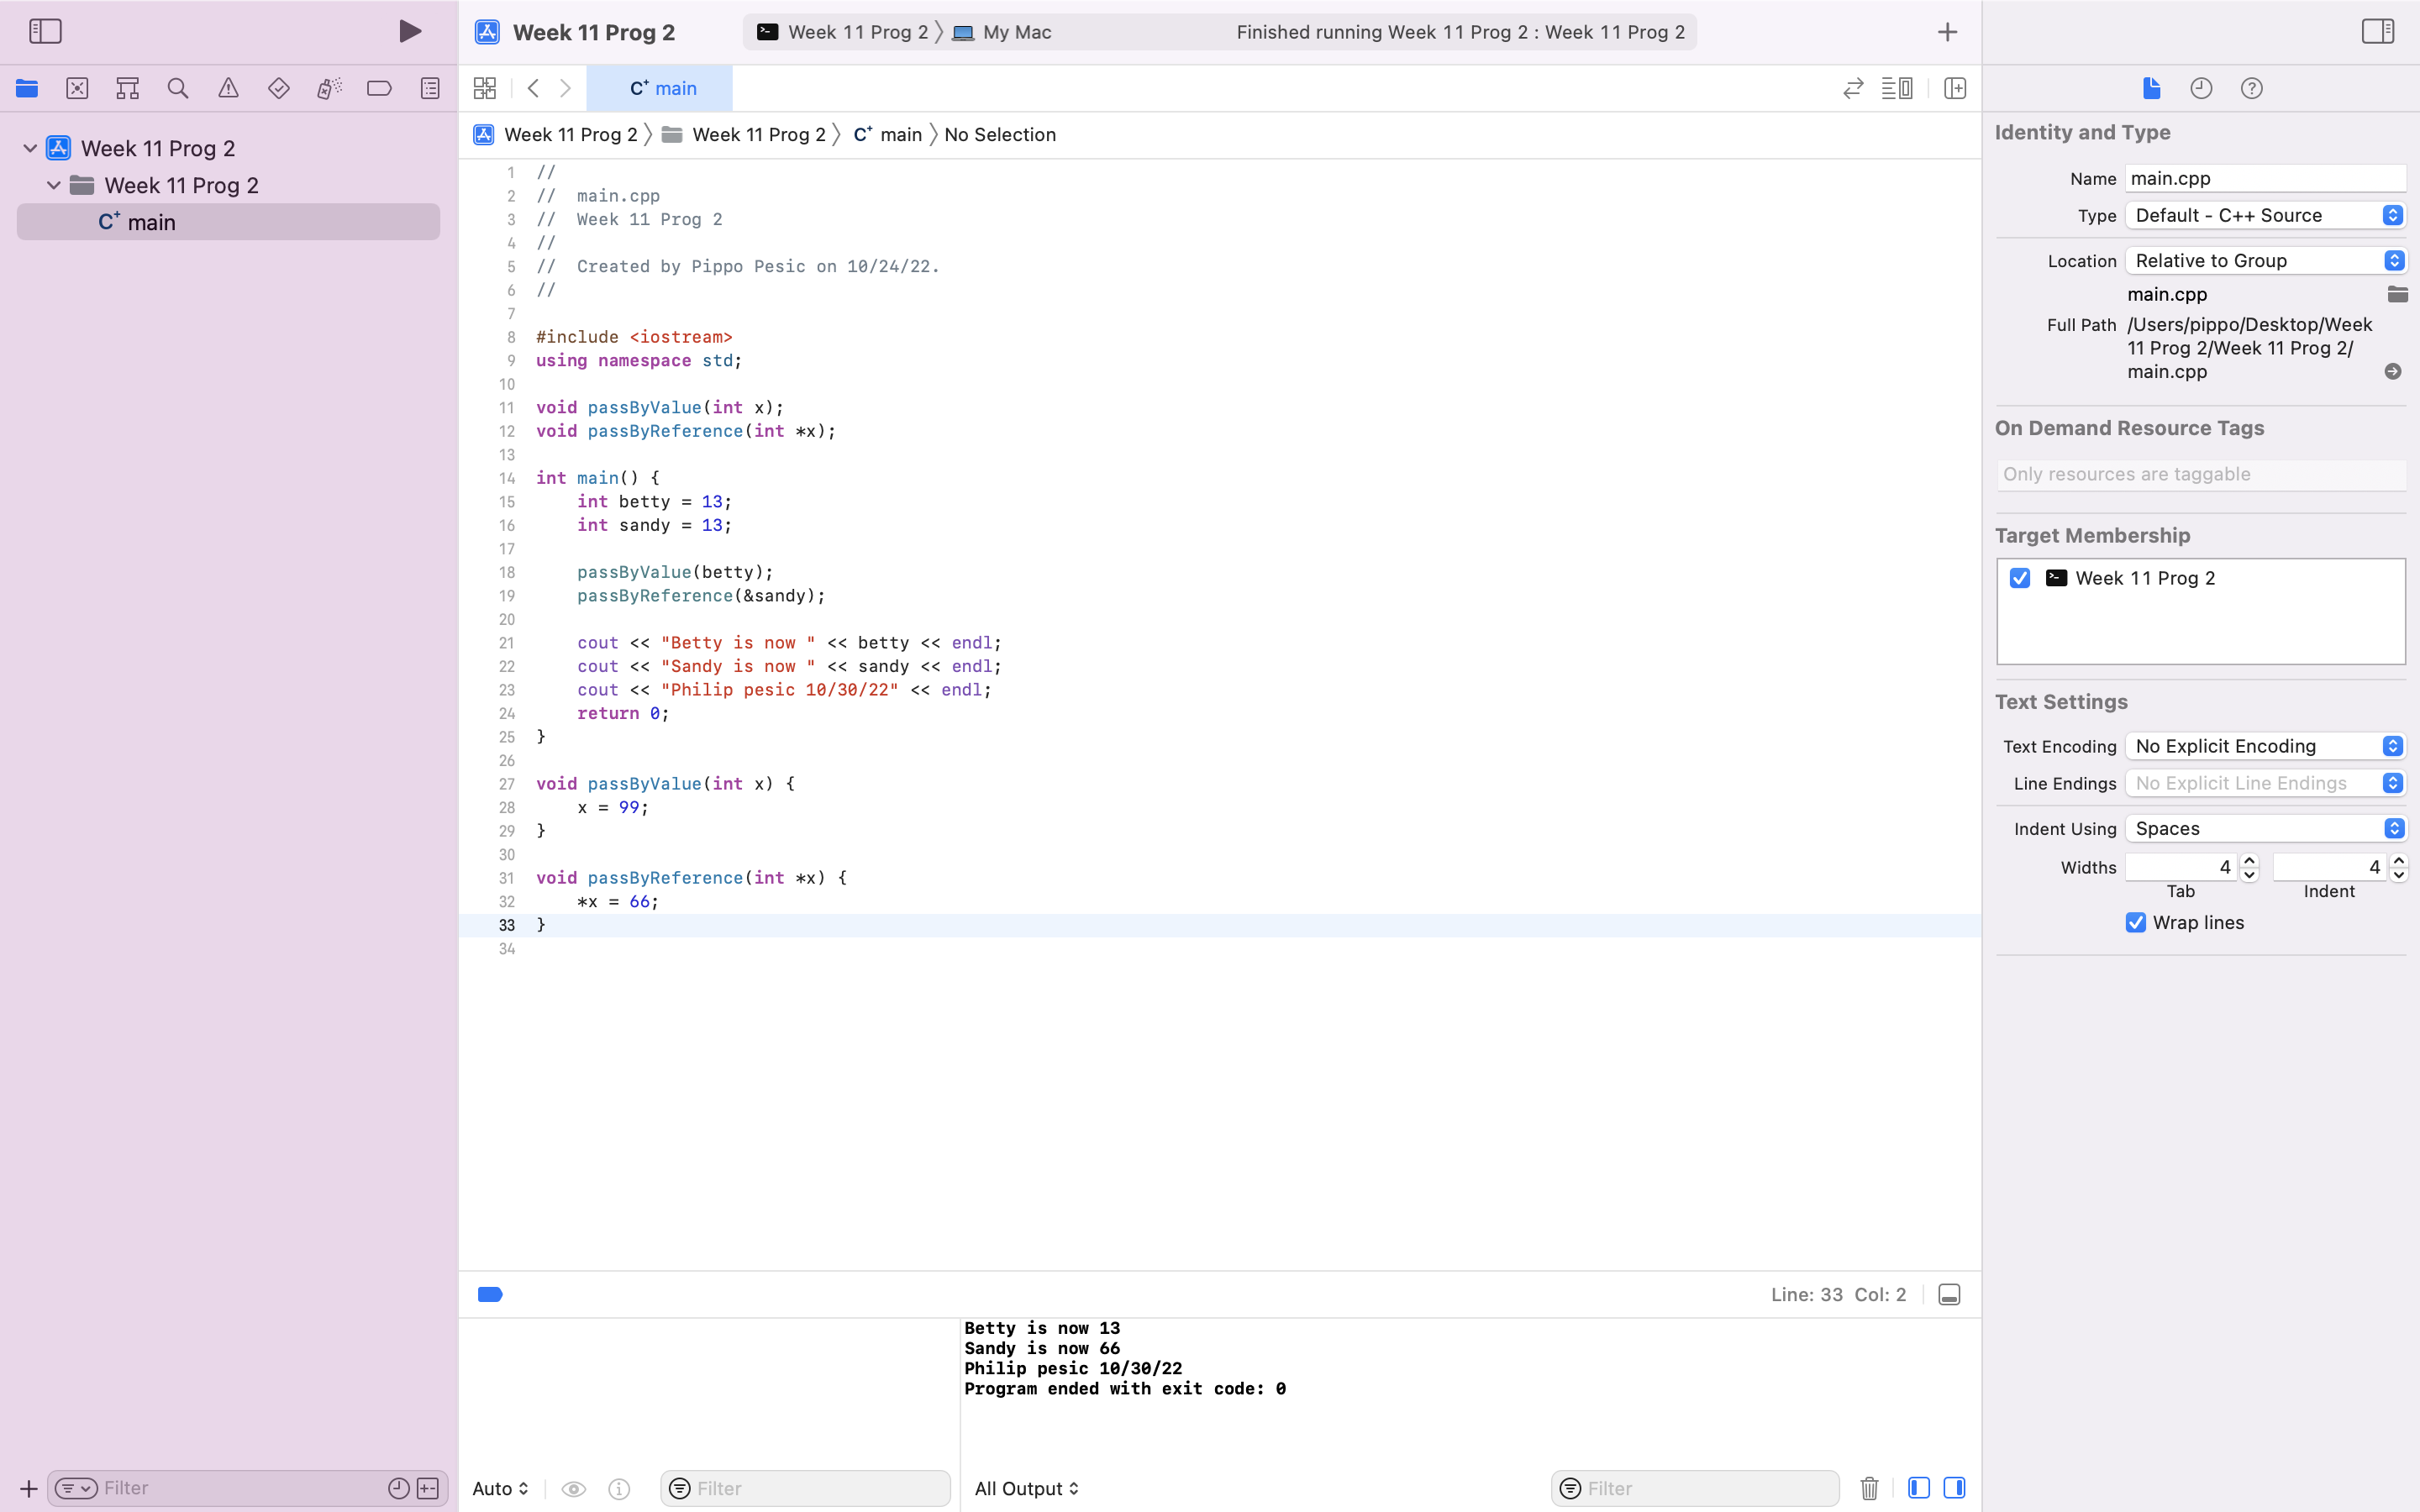 Week 11 Prog 2
Week 11 Prog 2 My Mac
Finished running Week 11 Prog 2 : Week 11 Prog 2
Week 11 Prog 2
Week 11 Prog 2
main
main
Week 11 Prog 2 Week 11 Prog 2 main No Selection
1 //
2 //  main.cpp
3 //  Week 11 Prog 2
4 //
5 //  Created by Pippo Pesic on 10/24/22.
6 //
7
8 #include <iostream>
9 using namespace std;
10
11 void passByValue(int x);
12 void passByReference(int *x);
13
14 int main() {
15     int betty = 13;
16     int sandy = 13;
17
18     passByValue(betty);
19     passByReference(&sandy);
20
21     cout << "Betty is now " << betty << endl;
22     cout << "Sandy is now " << sandy << endl;
23     cout << "Philip pesic 10/30/22" << endl;
24     return 0;
25 }
26
27 void passByValue(int x) {
28     x = 99;
29 }
30
31 void passByReference(int *x) {
32     *x = 66;
33 }
34
Line: 33 Col: 2
Betty is now 13
Sandy is now 66
Philip pesic 10/30/22
Program ended with exit code: 0
Filter
Auto
Filter
All Output
Filter
Identity and Type
Name main.cpp
Type Default - C++ Source
Location Relative to Group
main.cpp
Full Path /Users/pippo/Desktop/Week
11 Prog 2/Week 11 Prog 2/
main.cpp
On Demand Resource Tags
Only resources are taggable
Target Membership
Week 11 Prog 2
Text Settings
Text Encoding No Explicit Encoding
Line Endings No Explicit Line Endings
Indent Using Spaces
Widths 4 4
Tab Indent
Wrap lines